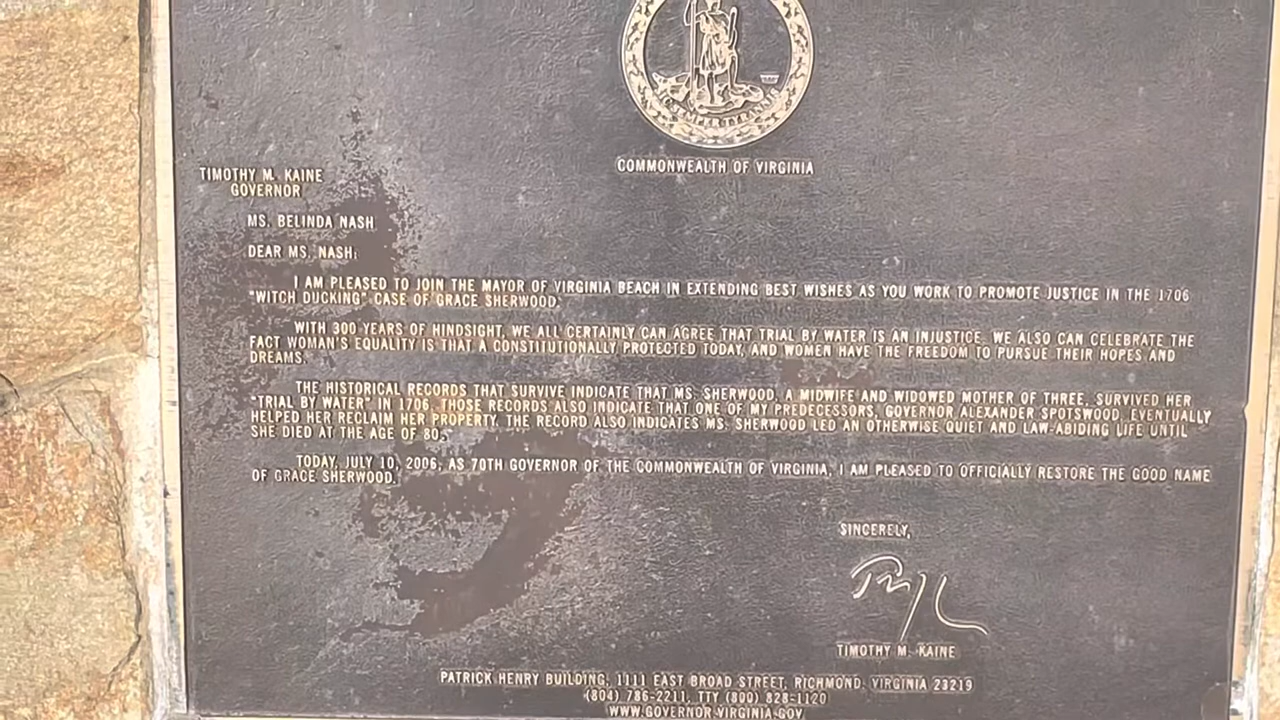 SEMPER TYRANNIS
COMMONWEALTH OF VIRGINIA
TIMOTHY M. KAINE
GOVERNOR
MS. BELINDA NASH
DEAR MS. NASH:
I AM PLEASED TO JOIN THE MAYOR OF VIRGINIA BEACH IN EXTENDING BEST WISHES AS YOU WORK TO PROMOTE JUSTICE IN THE 1706
"WITCH DUCKING" CASE OF GRACE SHERWOOD.
WITH 300 YEARS OF HINDSIGHT, WE ALL CERTAINLY CAN AGREE THAT TRIAL BY WATER IS AN INJUSTICE. WE ALSO CAN CELEBRATE THE
FACT WOMAN'S EQUALITY IS THAT A CONSTITUTIONALLY PROTECTED TODAY, AND WOMEN HAVE THE FREEDOM TO PURSUE THEIR HOPES AND
DREAMS.
THE HISTORICAL RECORDS THAT SURVIVE INDICATE THAT MS. SHERWOOD, A MIDWIFE AND WIDOWED MOTHER OF THREE, SURVIVED HER
"TRIAL BY WATER" IN 1706. THOSE RECORDS ALSO INDICATE THAT ONE OF MY PREDECESSORS, GOVERNOR ALEXANDER SPOTSWOOD, EVENTUALLY
HELPED HER RECLAIM HER PROPERTY. THE RECORD ALSO INDICATES MS. SHERWOOD LED AN OTHERWISE QUIET AND LAW-ABIDING LIFE UNTIL
SHE DIED AT THE AGE OF 80.
TODAY, JULY 10, 2006, AS 70TH GOVERNOR OF THE COMMONWEALTH OF VIRGINIA, I AM PLEASED TO OFFICIALLY RESTORE THE GOOD NAME
OF GRACE SHERWOOD.
SINCERELY,
TIMOTHY M. KAINE
PATRICK HENRY BUILDING, 1111 EAST BROAD STREET, RICHMOND, VIRGINIA 23219
(804) 786-2211, TTY (800) 828-1120
WWW.GOVERNOR.VIRGINIA.GOV